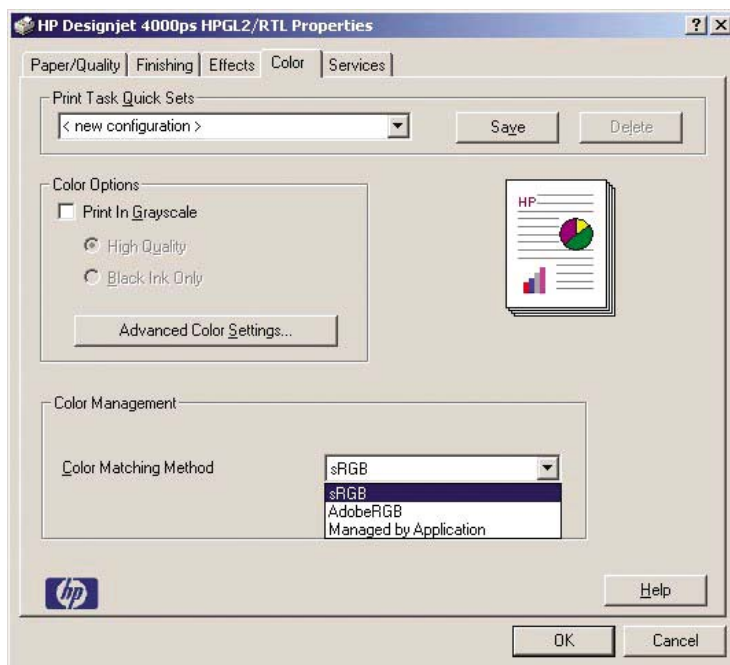 HP Designjet 4000ps HPGL2/RTL Properties
Paper/Quality Finishing Effects Color Services
Print Task Quick Sets
< new configuration >
Save
Delete
Color Options
Print In Grayscale
High Quality
Black Ink Only
Advanced Color Settings...
HP
Color Management
Color Matching Method
sRGB
sRGB
AdobeRGB
Managed by Application
hp
Help
OK
Cancel